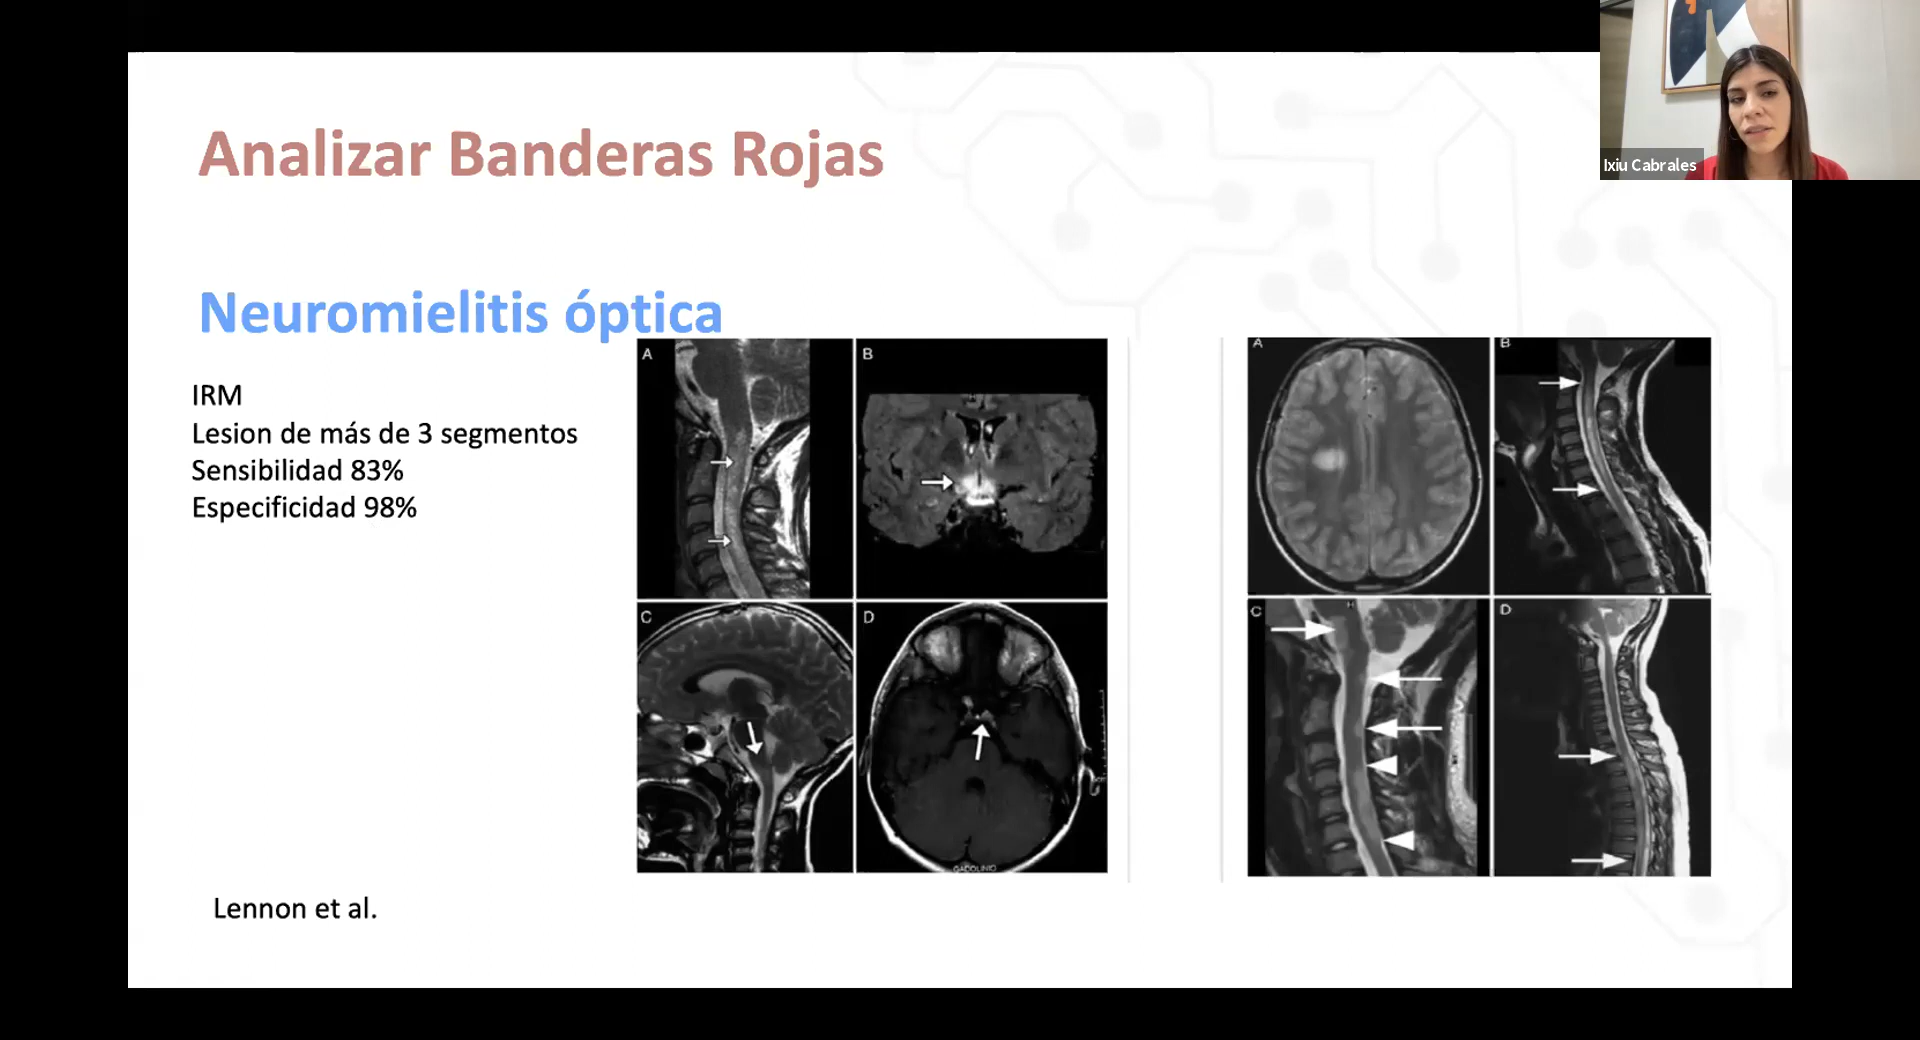 Ixiu Cabrales
Analizar Banderas Rojas
Neuromielitis óptica
IRM
Lesion de más de 3 segmentos
Sensibilidad 83%
Especificidad 98%
A
B
C
D
GADOLINIO
A
B
C
H
D
Lennon et al.